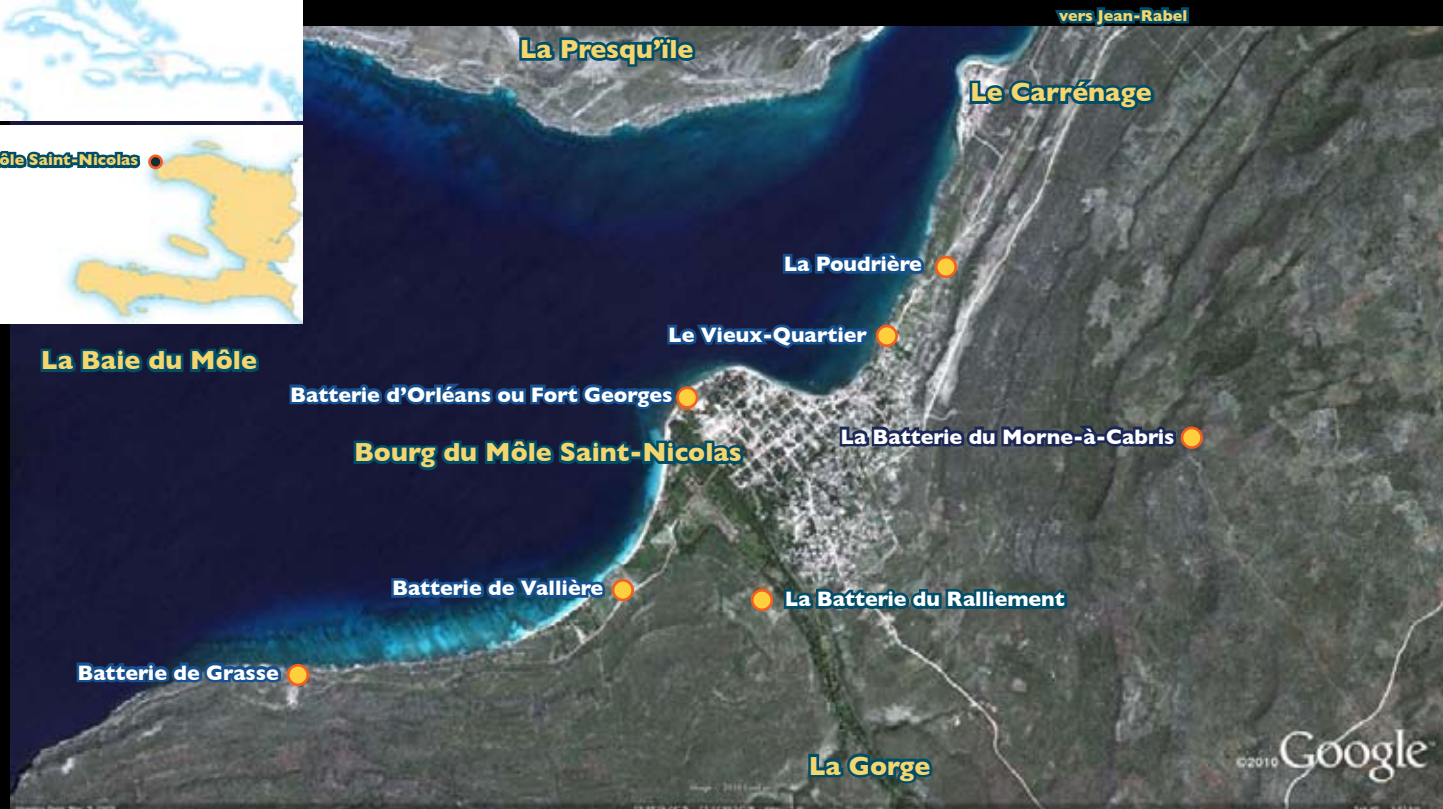 vers Jean-Rabel
La Presqu'ïle
Le Carrénage
ôle Saint-Nicolas
La Poudrière
Le Vieux-Quartier
La Baie du Môle
Batterie d'Orléans ou Fort Georges
La Batterie du Morne-à-Cabris
Bourg du Môle Saint-Nicolas
Batterie de Vallière
La Batterie du Ralliement
Batterie de Grasse
La Gorge
©2010 Google